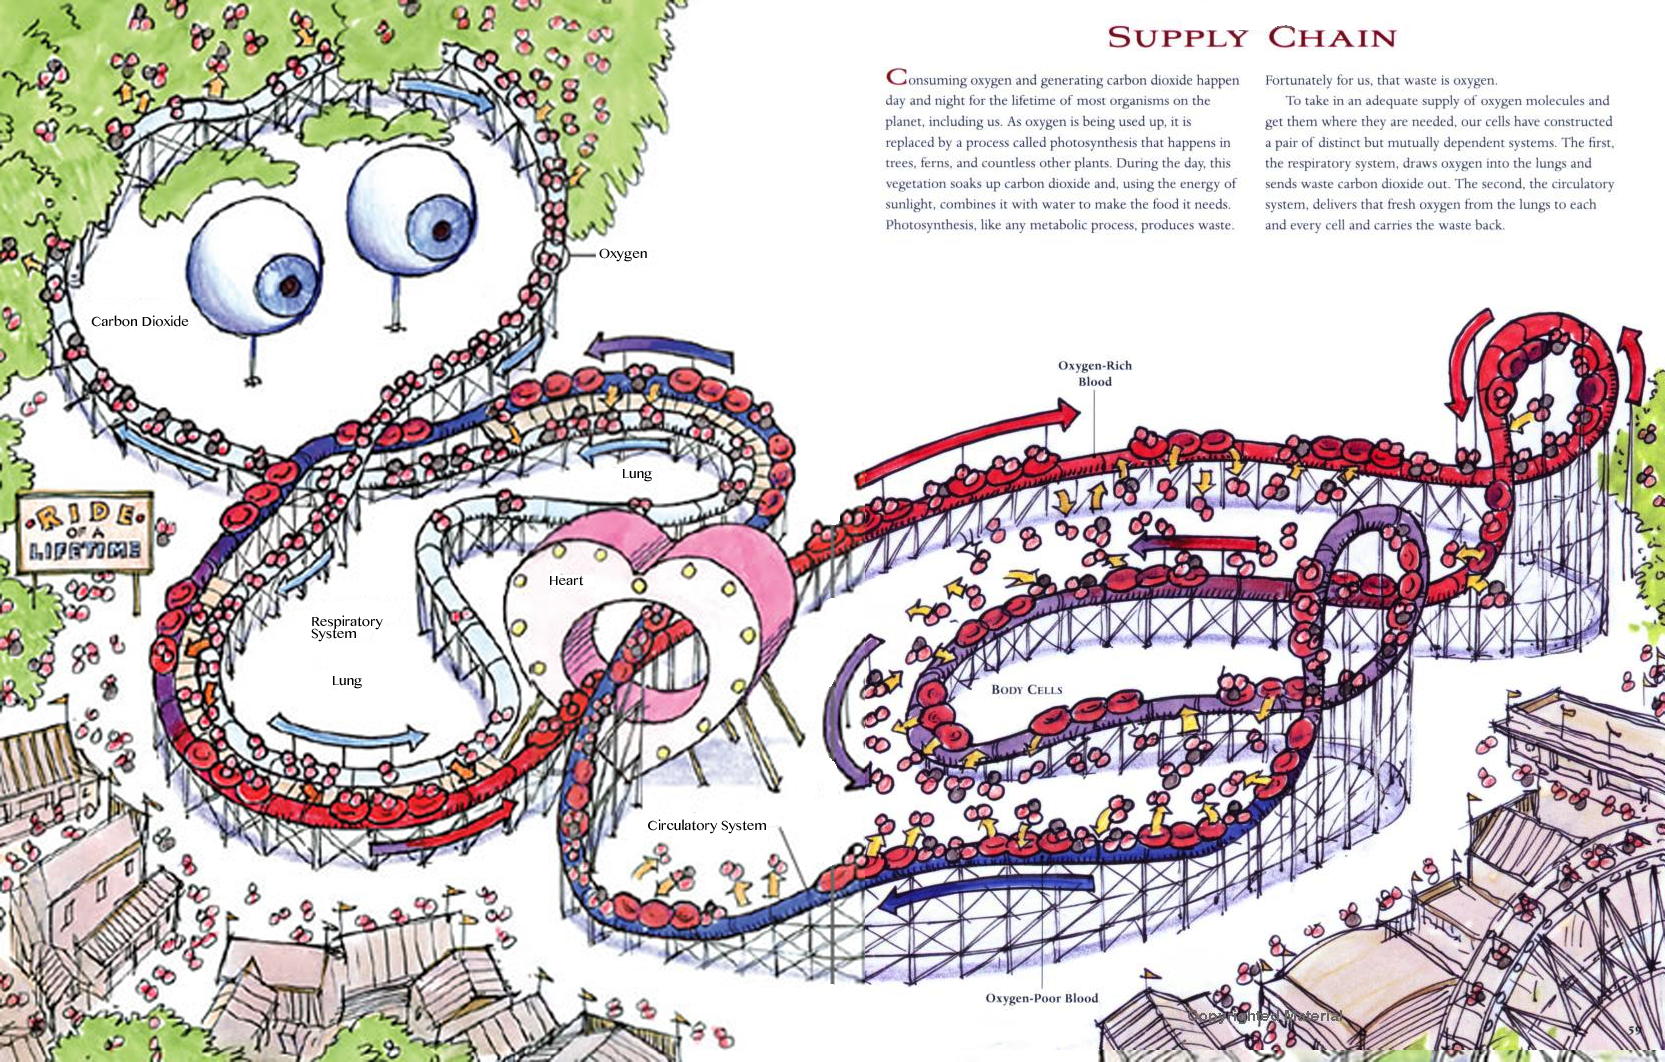 SUPPLY CHAIN
Consuming oxygen and generating carbon dioxide happen
day and night for the lifetime of most organisms on the
planet, including us. As oxygen is being used up, it is
replaced by a process called photosynthesis that happens in
trees, ferns, and countless other plants. During the day, this
vegetation soaks up carbon dioxide and, using the energy of
sunlight, combines it with water to make the food it needs.
Photosynthesis, like any metabolic process, produces waste.
Fortunately for us, that waste is oxygen.
To take in an adequate supply of oxygen molecules and
get them where they are needed, our cells have constructed
a pair of distinct but mutually dependent systems. The first,
the respiratory system, draws oxygen into the lungs and
sends waste carbon dioxide out. The second, the circulatory
system, delivers that fresh oxygen from the lungs to each
and every cell and carries the waste back.
Oxygen
Carbon Dioxide
Oxygen-Rich
Blood
Lung
RIDE
OF A
LIFETIME
Heart
Respiratory
System
Lung
BODY CELLS
Circulatory System
Oxygen-Poor Blood
Copyrighted Material
59